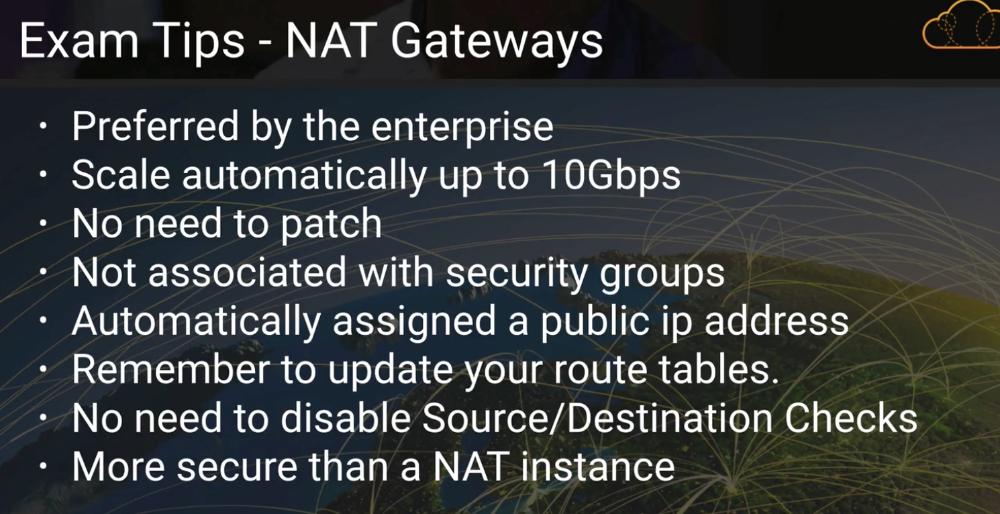 Exam Tips - NAT Gateways
• Preferred by the enterprise
• Scale automatically up to 10Gbps
• No need to patch
• Not associated with security groups
• Automatically assigned a public ip address
• Remember to update your route tables.
• No need to disable Source/Destination Checks
• More secure than a NAT instance